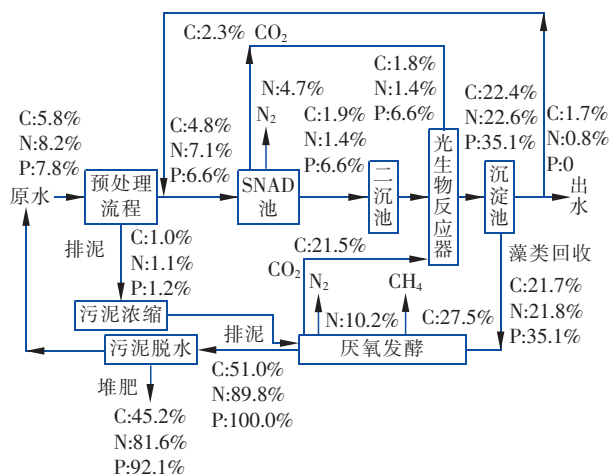 C:2.3% CO₂
N:4.7%
N₂
C:5.8%
N:8.2%
P:7.8%
C:4.8%
N:7.1%
P:6.6%
C:1.9%
N:1.4%
P:6.6%
C:1.8%
N:1.4%
P:6.6%
C:22.4%
N:22.6%
P:35.1%
C:1.7%
N:0.8%
P:0
原水
预处理
流程
SNAD
池
二沉池
光生物反应器
沉淀池
出水
排泥
C:1.0%
N:1.1%
P:1.2%
C:21.5%
CO₂
N₂
N:10.2%
CH₄
C:27.5%
藻类回收
C:21.7%
N:21.8%
P:35.1%
污泥浓缩
排泥
厌氧发酵
污泥脱水
堆肥
C:51.0%
N:89.8%
P:100.0%
C:45.2%
N:81.6%
P:92.1%